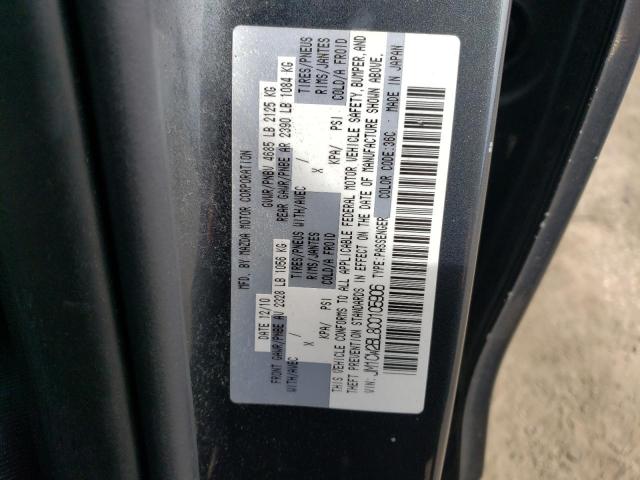 MFD. BY MAZDA MOTOR CORPORATION
DATE 12/10 GVWR/PNBV 4685 LB 2125 KG
FRONT GAWR/PNBE AV 2328 LB 1056 KG REAR GAWR/PNBE AR 2390 LB 1084 KG
WITH/AVEC TIRES/PNEUS WITH/AVEC TIRES/PNEUS
/ X RIMS/JANTES / X RIMS/JANTES
KPA/ PSI COLD/A FROID KPA/ PSI COLD/A FROID
THIS VEHICLE CONFORMS TO ALL APPLICABLE FEDERAL MOTOR VEHICLE SAFETY, BUMPER, AND
THEFT PREVENTION STANDARDS IN EFFECT ON THE DATE OF MANUFACTURE SHOWN ABOVE.
VIN: JM1CW2BL8C0105906 TYPE:PASSENGER COLOR CODE:36C MADE IN JAPAN